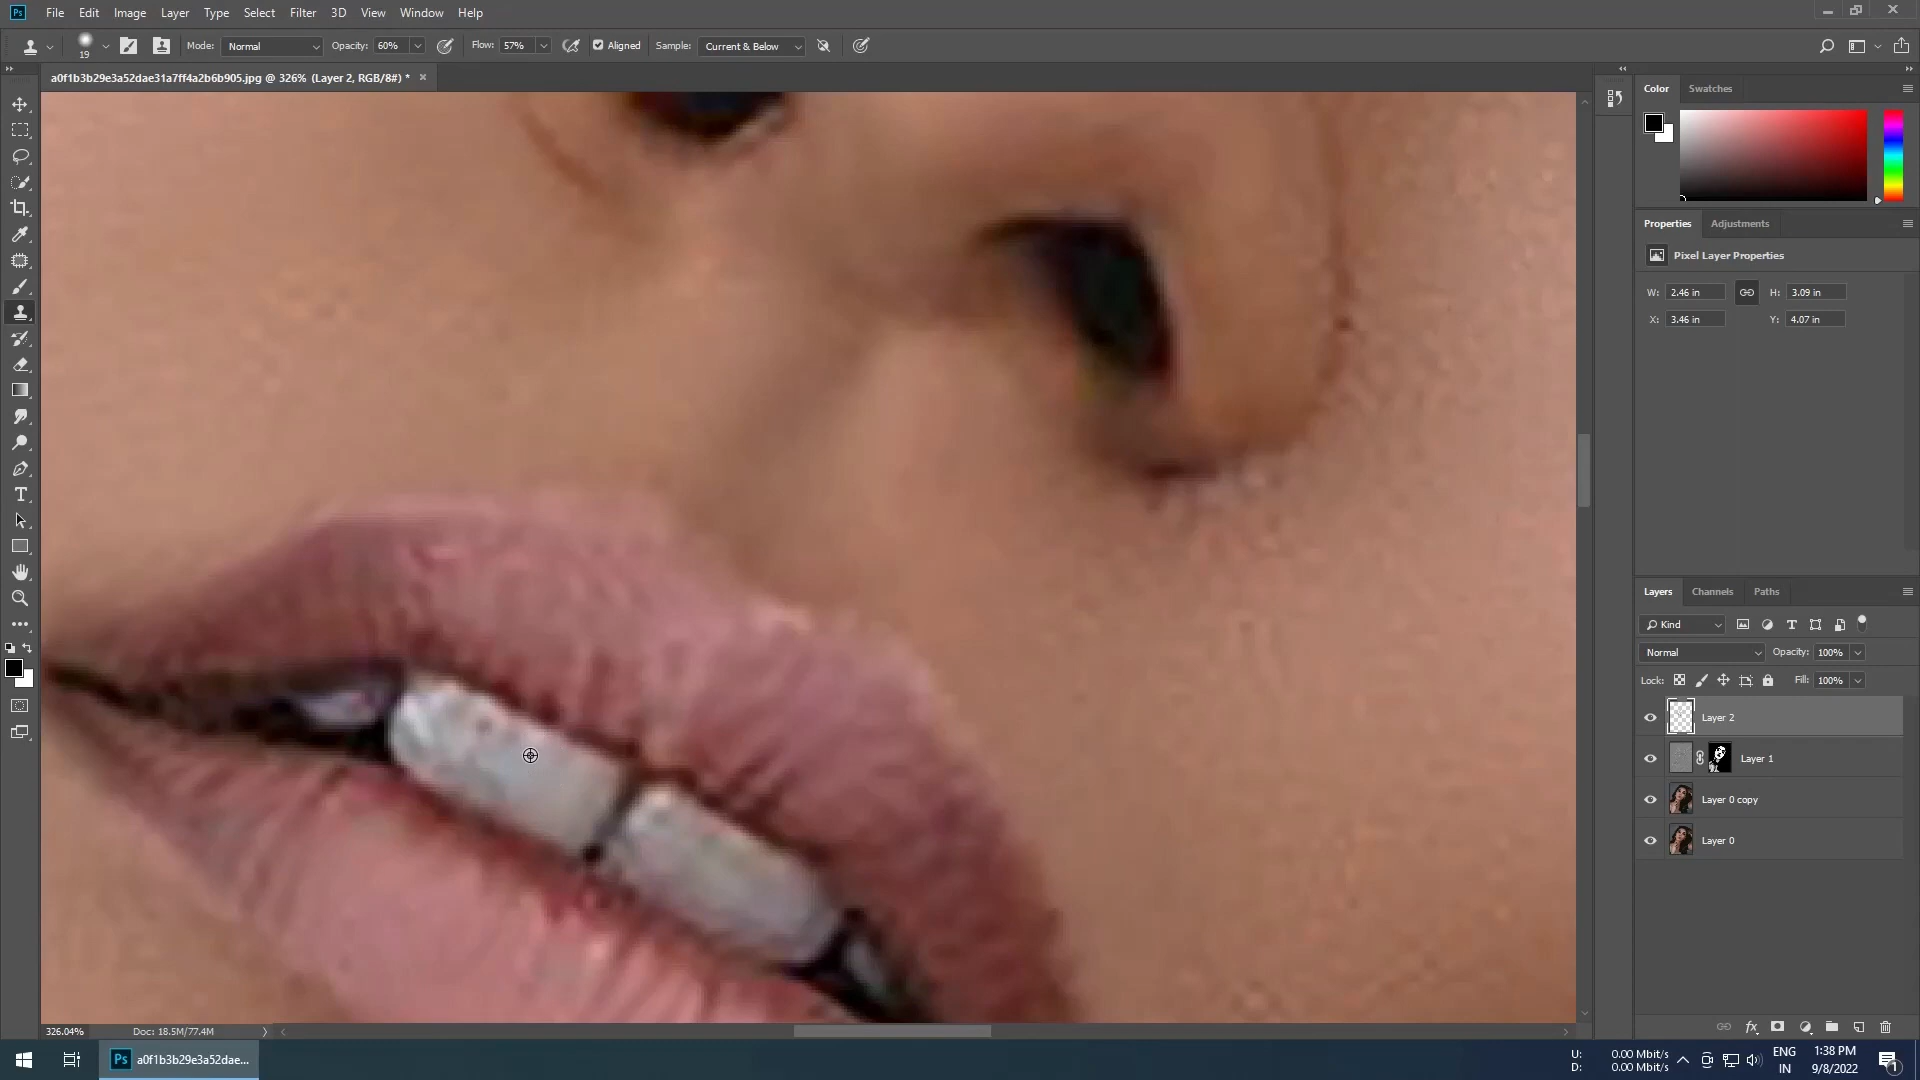 Ps File Edit Image Layer Type Select Filter 3D View Window Help
19 Mode: Normal Opacity: 60% Flow: 57% Aligned Sample: Current & Below
a0f1b3b29e3a52dae31a7ff4a2b6b905.jpg @ 326% (Layer 2, RGB/8#) *
Color Swatches
Properties Adjustments
Pixel Layer Properties
W: 2.46 in H: 3.09 in
X: 3.46 in Y: 4.07 in
Layers Channels Paths
Kind
Normal Opacity: 100%
Lock: Fill: 100%
Layer 2
Layer 1
Layer 0 copy
Layer 0
326.04% Doc: 18.5M/77.4M
Ps a0f1b3b29e3a52dae...
U: 0.00 Mbit/s
D: 0.00 Mbit/s
ENG
IN
1:38 PM
9/8/2022
1